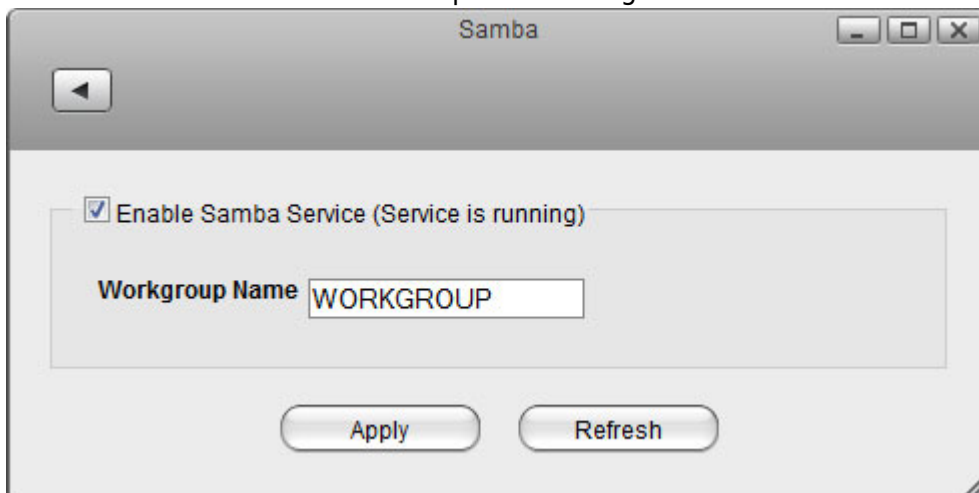 Samba
Enable Samba Service (Service is running)
Workgroup Name WORKGROUP
Apply Refresh